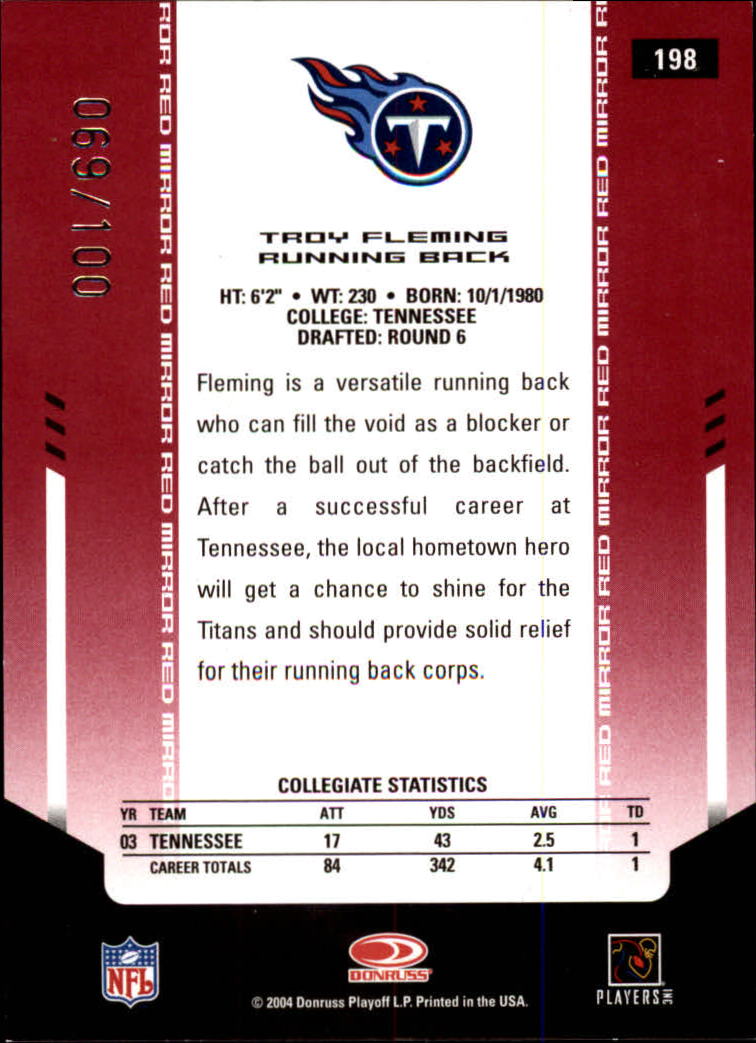 198
069/100
T
TROY FLEMING
RUNNING BACK
HT: 6'2" • WT: 230 • BORN: 10/1/1980
COLLEGE: TENNESSEE
DRAFTED: ROUND 6
Fleming is a versatile running back
who can fill the void as a blocker or
catch the ball out of the backfield.
After a successful career at
Tennessee, the local hometown hero
will get a chance to shine for the
Titans and should provide solid relief
for their running back corps.
ROR RED MIRROR RED MIRROR RED MIRROR RED MIRROR RED MIRROR
RED MIRROR RED MIRROR RED MIRROR RED MIRROR RED MIRROR R
COLLEGIATE STATISTICS
YR TEAM ATT YDS AVG TD
03 TENNESSEE 17 43 2.5 1
CAREER TOTALS 84 342 4.1 1
NFL
DONRUSS
PLAYERS INC
© 2004 Donruss Playoff L.P. Printed in the USA.